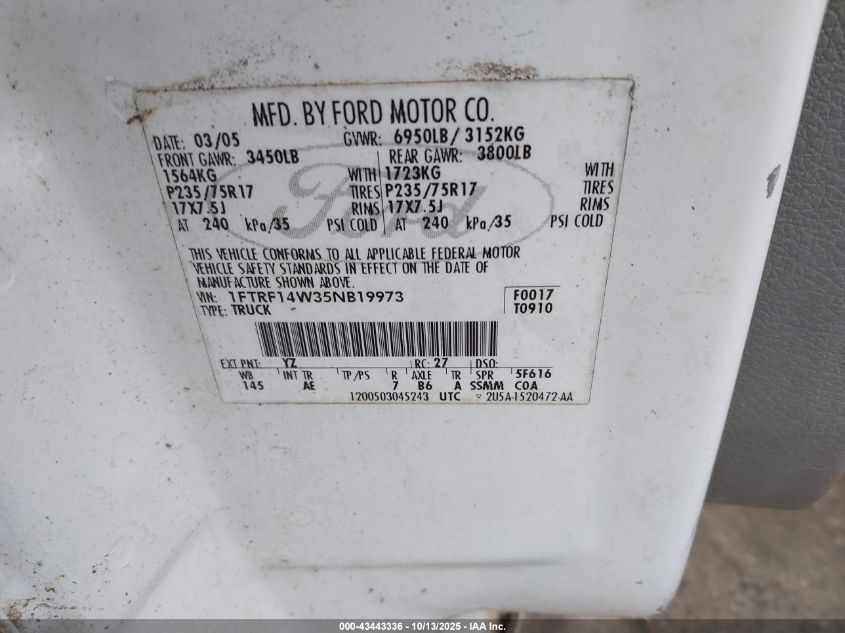 MFD. BY FORD MOTOR CO.
DATE: 03/05 GVWR: 6950LB/ 3152KG
FRONT GAWR: 3450LB REAR GAWR: 3800LB
1564KG WITH 1723KG WITH
P235/75R17 TIRES P235/75R17 TIRES
17X7.5J RIMS 17X7.5J RIMS
AT 240 kPa/35 PSI COLD AT 240 kPa/35 PSI COLD
Ford
THIS VEHICLE CONFORMS TO ALL APPLICABLE FEDERAL MOTOR
VEHICLE SAFETY STANDARDS IN EFFECT ON THE DATE OF
MANUFACTURE SHOWN ABOVE.
VIN: 1FTRF14W35NB19973 F0017
TYPE: TRUCK T0910
EXT PNT: YZ RC: 27 DSO:
WB INT TR TP/PS R AXLE TR SPR 5F616
145 AE 7 B6 A SSMM COA
1200503045243 UTC ▿ 2U5A-1520472-AA
000-43443336 - 10/13/2025 - IAA Inc.